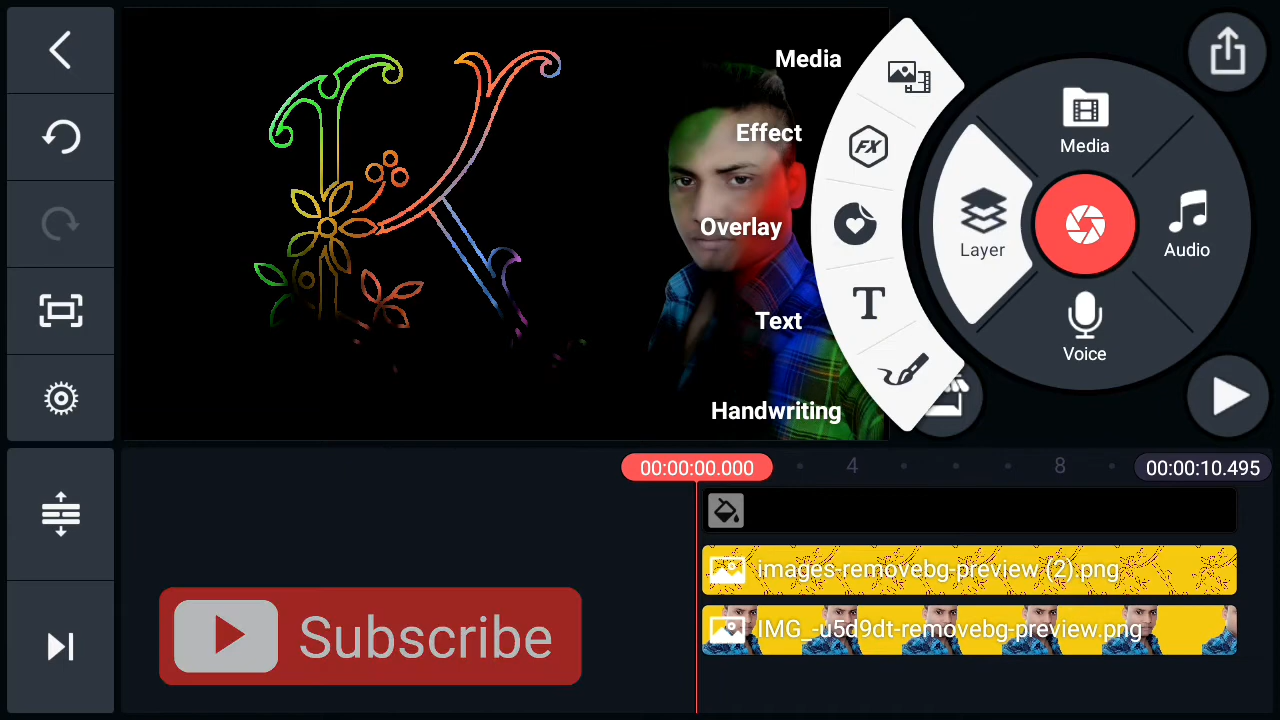 K
Media
Effect
Overlay
Text
Handwriting
FX
T
Media
Layer
Audio
Voice
00:00:00.000
4
8
00:00:10.495
images-removebg-preview (2).png
IMG_-u5d9dt-removebg-preview.png
Subscribe